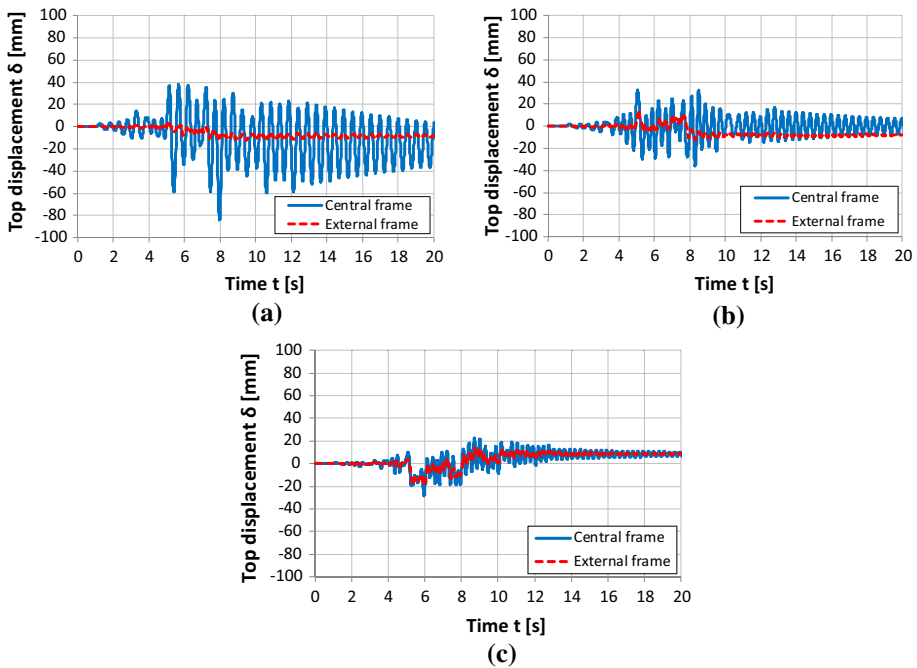 Top displacement δ [mm]
100
80
60
40
20
0
-20
-40
-60
-80
-100
Central frame
External frame
0 2 4 6 8 10 12 14 16 18 20
Time t [s]
(a)
Top displacement δ [mm]
100
80
60
40
20
0
-20
-40
-60
-80
-100
Central frame
External frame
0 2 4 6 8 10 12 14 16 18 20
Time t [s]
(b)
Top displacement δ [mm]
100
80
60
40
20
0
-20
-40
-60
-80
-100
Central frame
External frame
0 2 4 6 8 10 12 14 16 18 20
Time t [s]
(c)